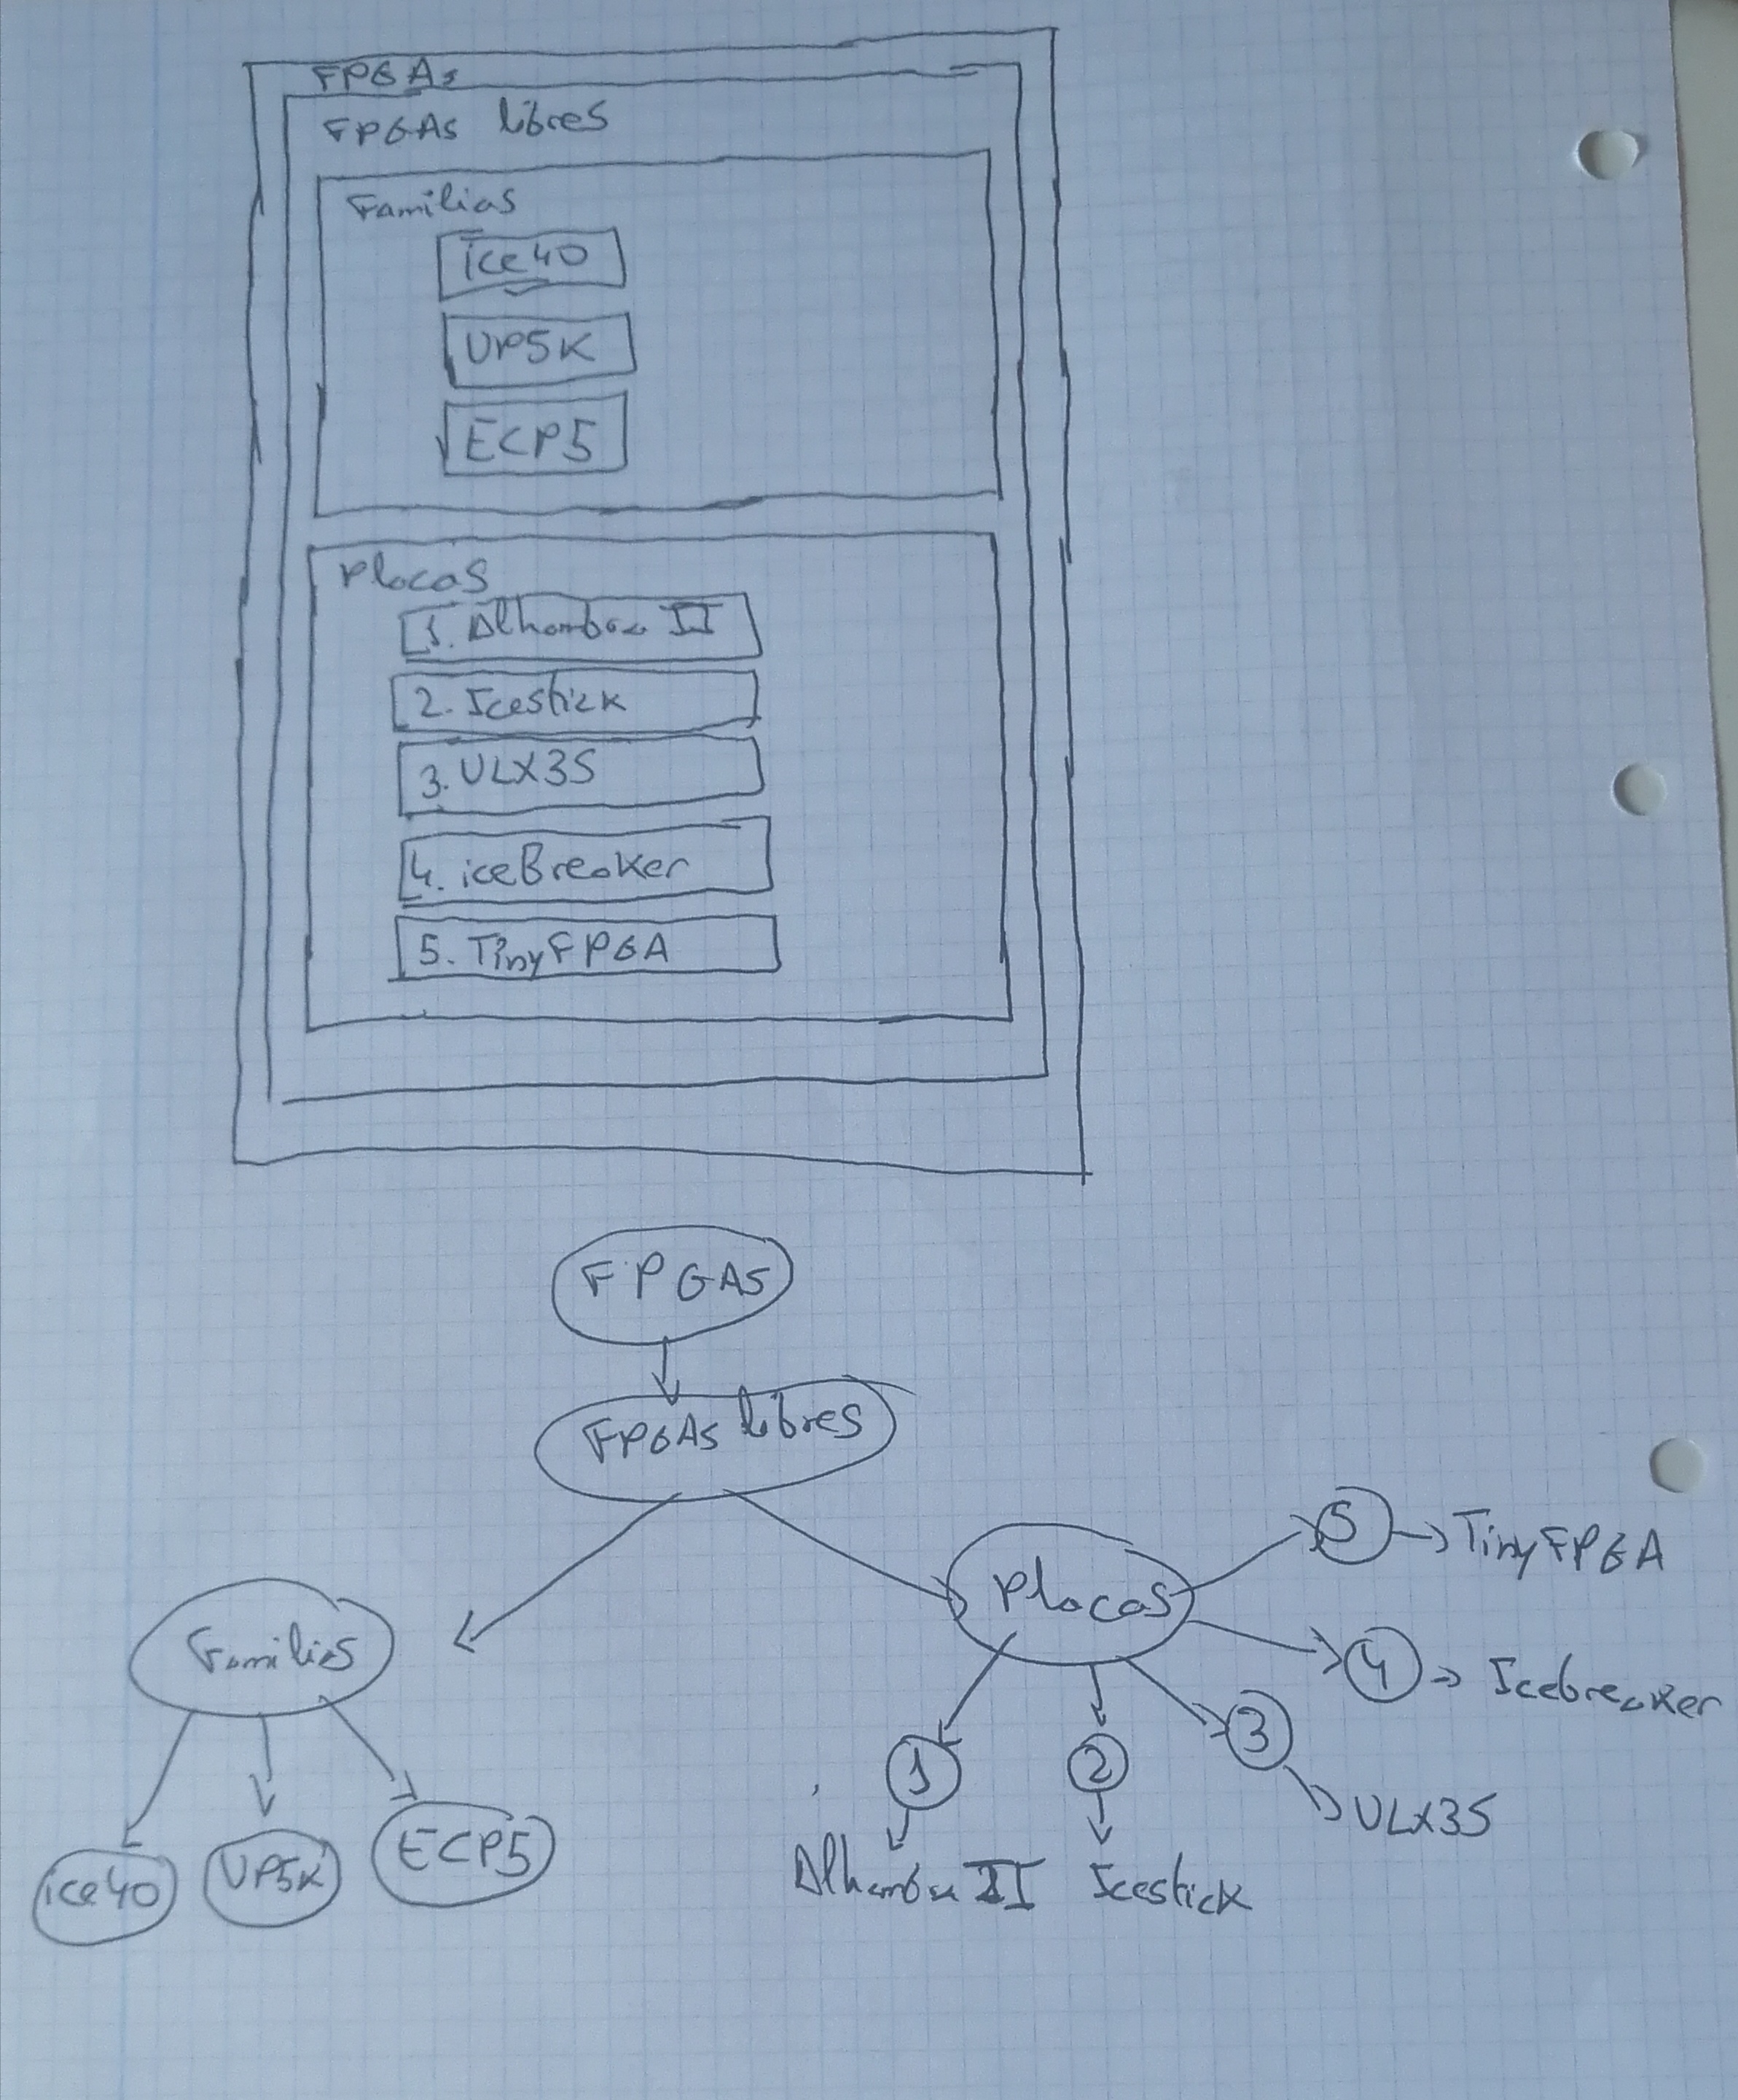 FPGAs
FPGAs libres
Familias
Ice40
UP5K
ECP5
Placas
1. Alhambra II
2. Icestick
3. ULX3S
4. iceBreaker
5. TinyFPGA
FPGAS
FPGAs libres
Familias
ice40
UP5K
ECP5
Placas
1
Alhambra II
2
Icestick
3
ULX3S
4
Icebreaker
5
TinyFPGA